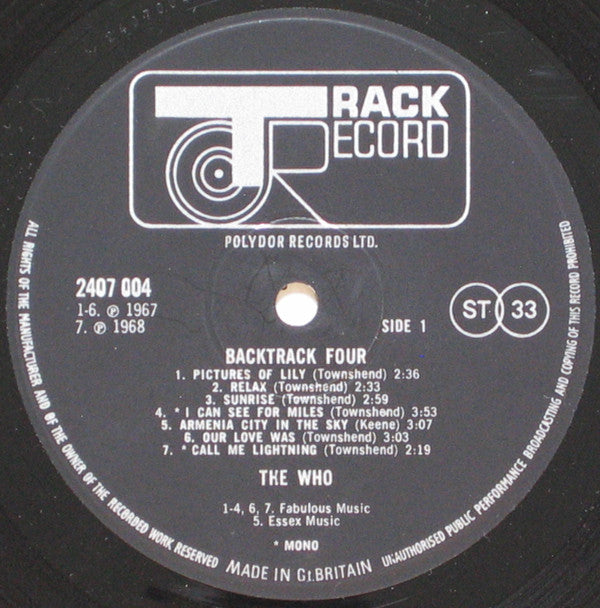 TRACK
RECORD
POLYDOR RECORDS LTD.
2407 004
1-6. ℗ 1967
7. ℗ 1968
SIDE 1
ST 33
BACKTRACK FOUR
1. PICTURES OF LILY (Townshend) 2:36
2. RELAX (Townshend) 2:33
3. SUNRISE (Townshend) 2:59
4. * I CAN SEE FOR MILES (Townshend) 3:53
5. ARMENIA CITY IN THE SKY (Keene) 3:07
6. OUR LOVE WAS (Townshend) 3:03
7. * CALL ME LIGHTNING (Townshend) 2:19
THE WHO
1-4, 6, 7. Fabulous Music
5. Essex Music
* MONO
ALL RIGHTS OF THE MANUFACTURER AND OF THE OWNER OF THE RECORDED WORK RESERVED
MADE IN Gt.BRITAIN
UNAUTHORISED PUBLIC PERFORMANCE BROADCASTING AND COPYING OF THIS RECORD PROHIBITED